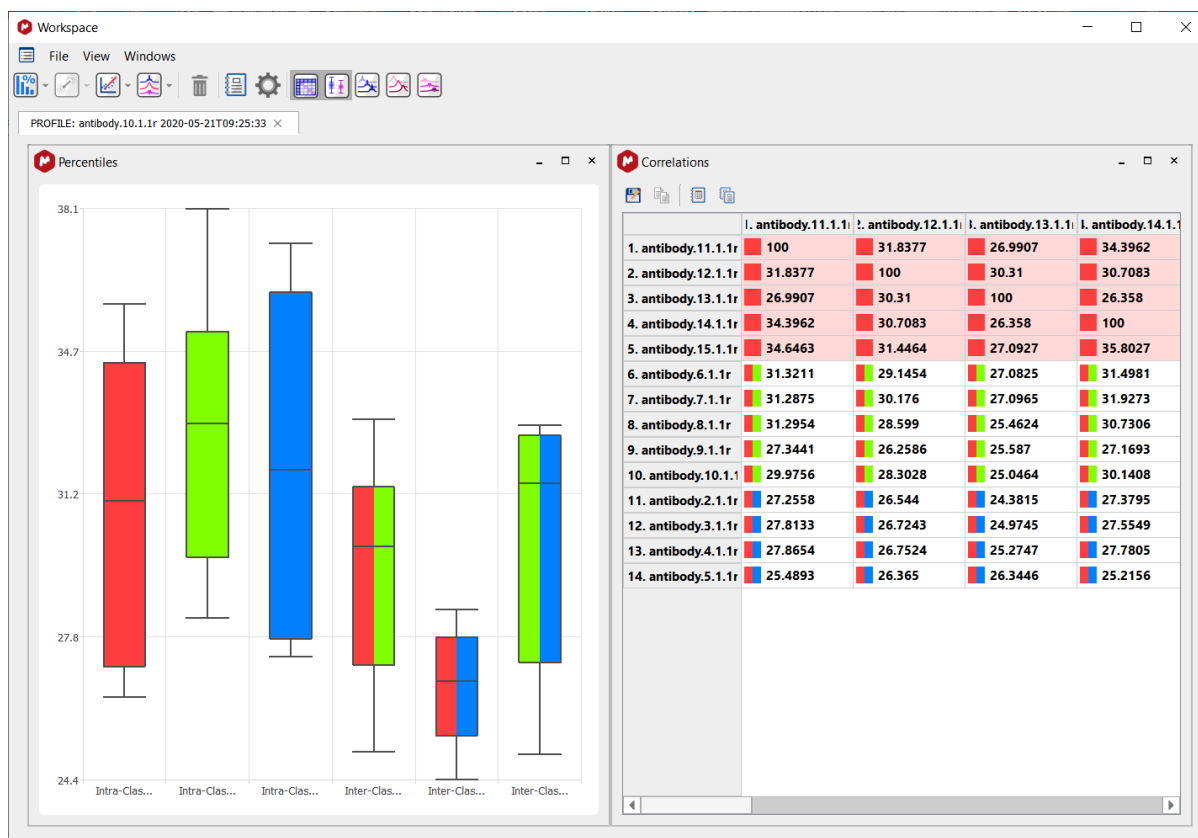 Workspace
File View Windows
PROFILE: antibody.10.1.1r 2020-05-21T09:25:33
Percentiles
38.1
34.7
31.2
27.8
24.4
Intra-Clas... Intra-Clas... Intra-Clas... Inter-Clas... Inter-Clas... Inter-Clas...
Correlations
antibody.11.1.1 antibody.12.1.1 antibody.13.1.1 antibody.14.1.1
1. antibody.11.1.1r 100 31.8377 26.9907 34.3962
2. antibody.12.1.1r 31.8377 100 30.31 30.7083
3. antibody.13.1.1r 26.9907 30.31 100 26.358
4. antibody.14.1.1r 34.3962 30.7083 26.358 100
5. antibody.15.1.1r 34.6463 31.4464 27.0927 35.8027
6. antibody.6.1.1r 31.3211 29.1454 27.0825 31.4981
7. antibody.7.1.1r 31.2875 30.176 27.0965 31.9273
8. antibody.8.1.1r 31.2954 28.599 25.4624 30.7306
9. antibody.9.1.1r 27.3441 26.2586 25.587 27.1693
10. antibody.10.1.1 29.9756 28.3028 25.0464 30.1408
11. antibody.2.1.1r 27.2558 26.544 24.3815 27.3795
12. antibody.3.1.1r 27.8133 26.7243 24.9745 27.5549
13. antibody.4.1.1r 27.8654 26.7524 25.2747 27.7805
14. antibody.5.1.1r 25.4893 26.365 26.3446 25.2156